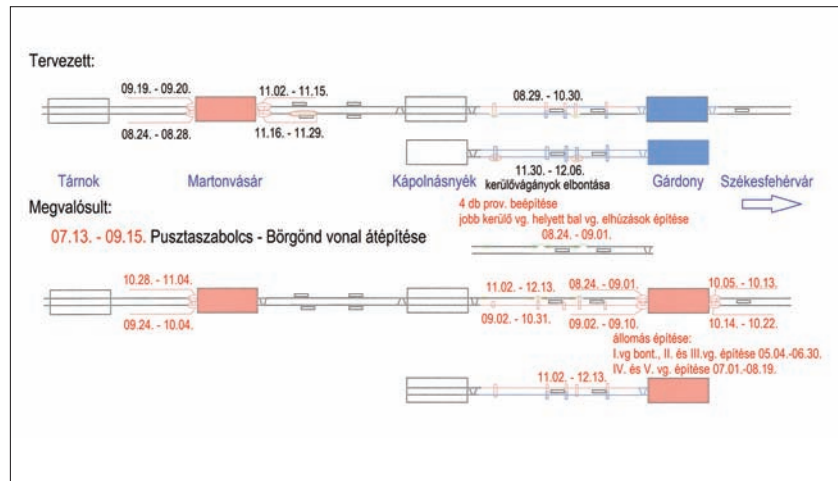 Tervezett:
09.19. - 09.20.
11.02. - 11.15.
08.29. - 10.30.
08.24. - 08.28.
11.16. - 11.29.
11.30. - 12.06.
kerülővágányok elbontása
Tárnok
Martonvásár
Kápolnásnyék
Gárdony
Székesfehérvár
Megvalósult:
4 db prov. beépítése
jobb kerülő vg. helyett bal vg. elhúzások építése
07.13. - 09.15. Pusztaszabolcs - Börgönd vonal átépítése
08.24. - 09.01.
10.28. - 11.04.
11.02. - 12.13.
08.24. - 09.01.
10.05. - 10.13.
09.24. - 10.04.
09.02. - 10.31.
09.02. - 09.10.
10.14. - 10.22.
állomás építése:
I.vg bont., II. és III.vg. építése 05.04.-06.30.
IV. és V. vg. építése 07.01.-08.19.
11.02. - 12.13.